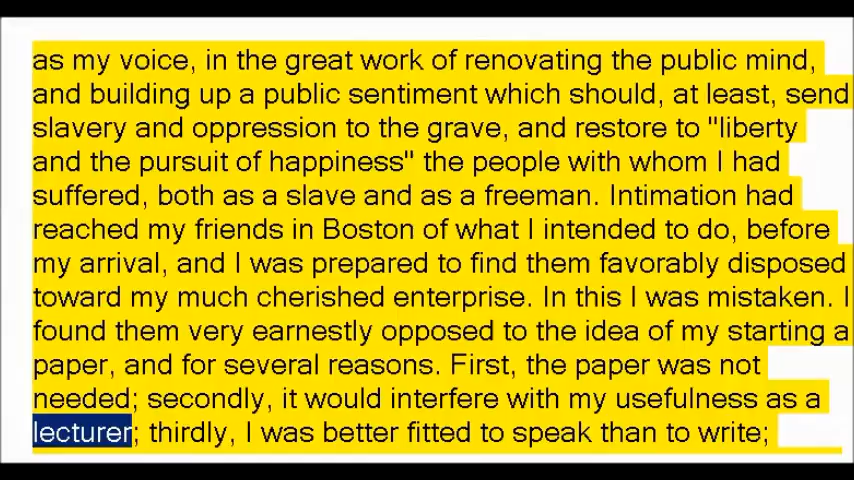 as my voice, in the great work of renovating the public mind,
and building up a public sentiment which should, at least, send
slavery and oppression to the grave, and restore to "liberty
and the pursuit of happiness" the people with whom I had
suffered, both as a slave and as a freeman. Intimation had
reached my friends in Boston of what I intended to do, before
my arrival, and I was prepared to find them favorably disposed
toward my much cherished enterprise. In this I was mistaken. I
found them very earnestly opposed to the idea of my starting a
paper, and for several reasons. First, the paper was not
needed; secondly, it would interfere with my usefulness as a
lecturer; thirdly, I was better fitted to speak than to write;